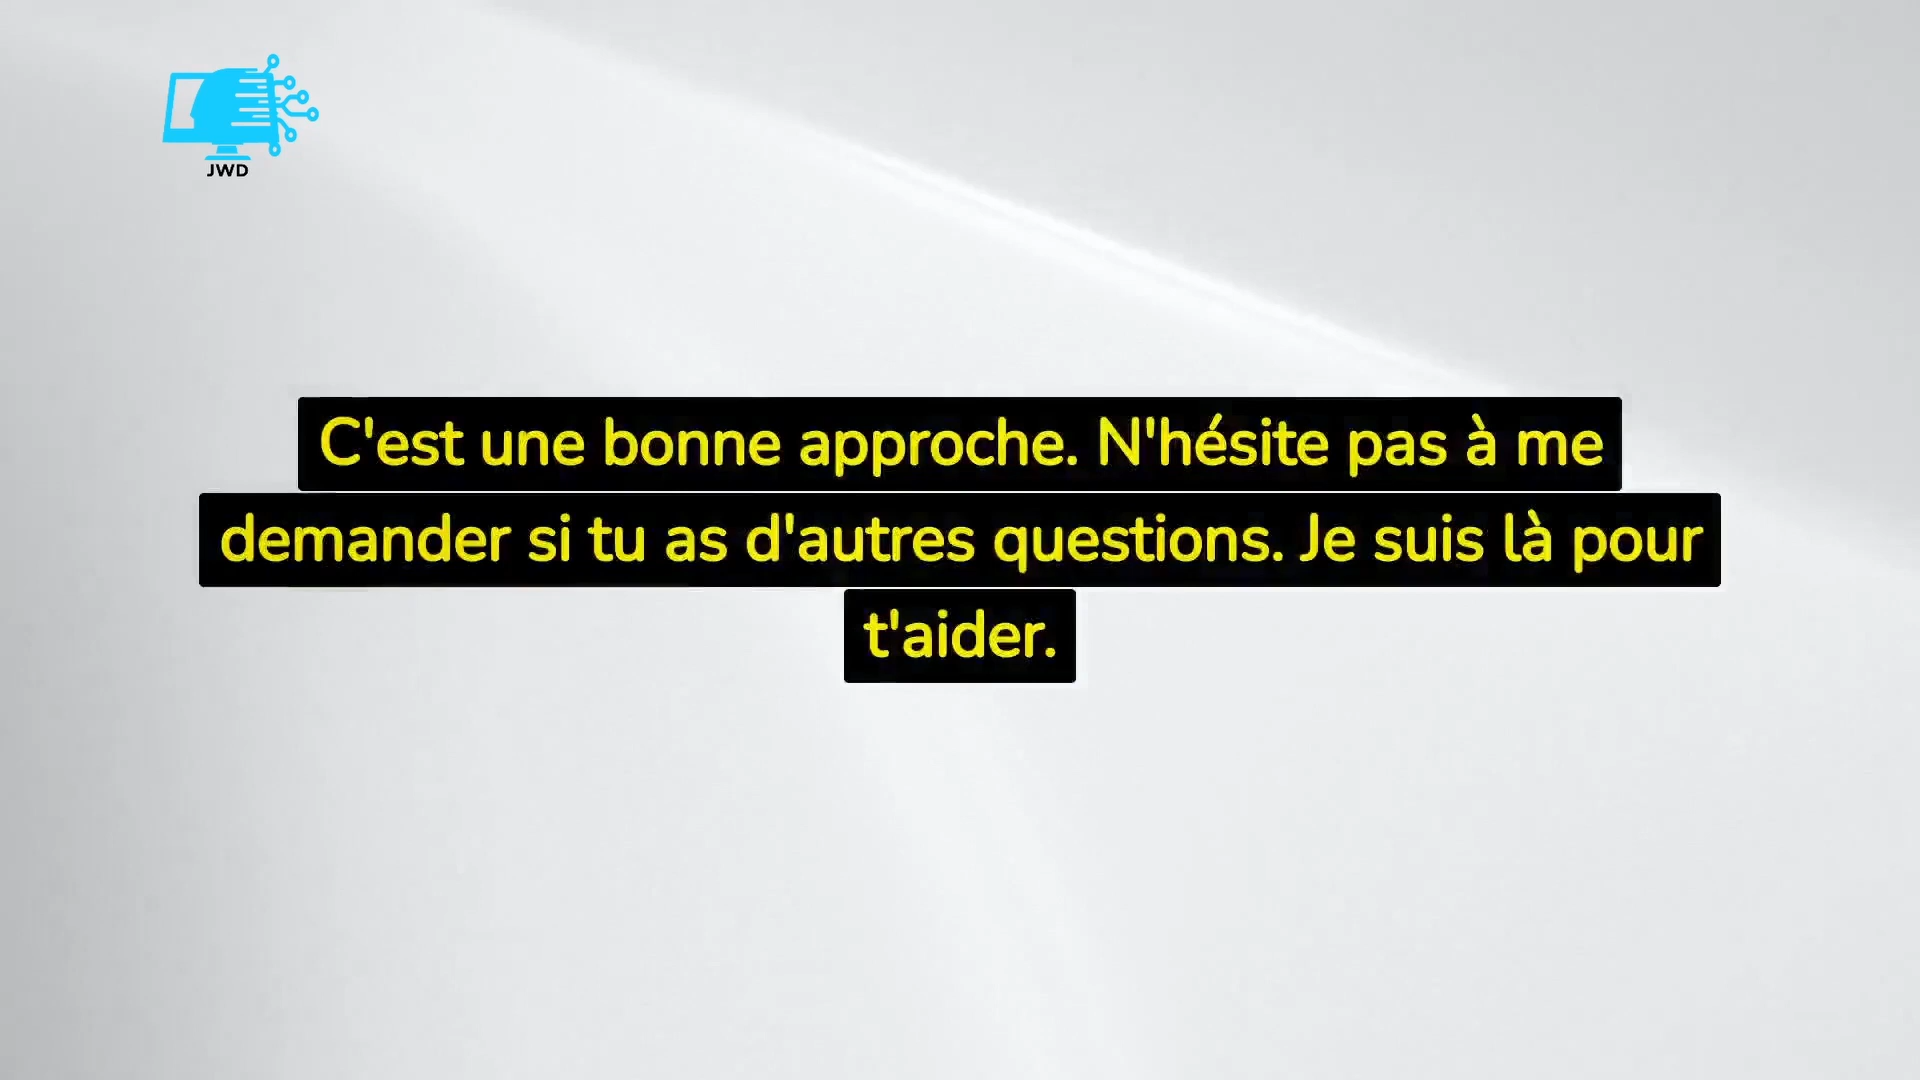 JWD
C'est une bonne approche. N'hésite pas à me
demander si tu as d'autres questions. Je suis là pour
t'aider.